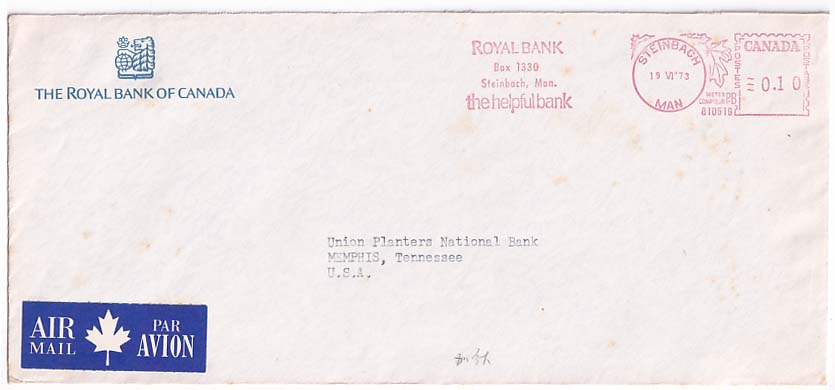 THE ROYAL BANK OF CANADA
ROYAL BANK
Box 1330
Steinbach, Man.
the helpful bank
STEINBACH
19 VI '73
MAN
CANADA
POSTES
POSTAGE
0.10
METER
COMPTEUR PB
810519
Union Planters National Bank
MEMPHIS, Tennessee
U.S.A.
AIR MAIL
PAR AVION